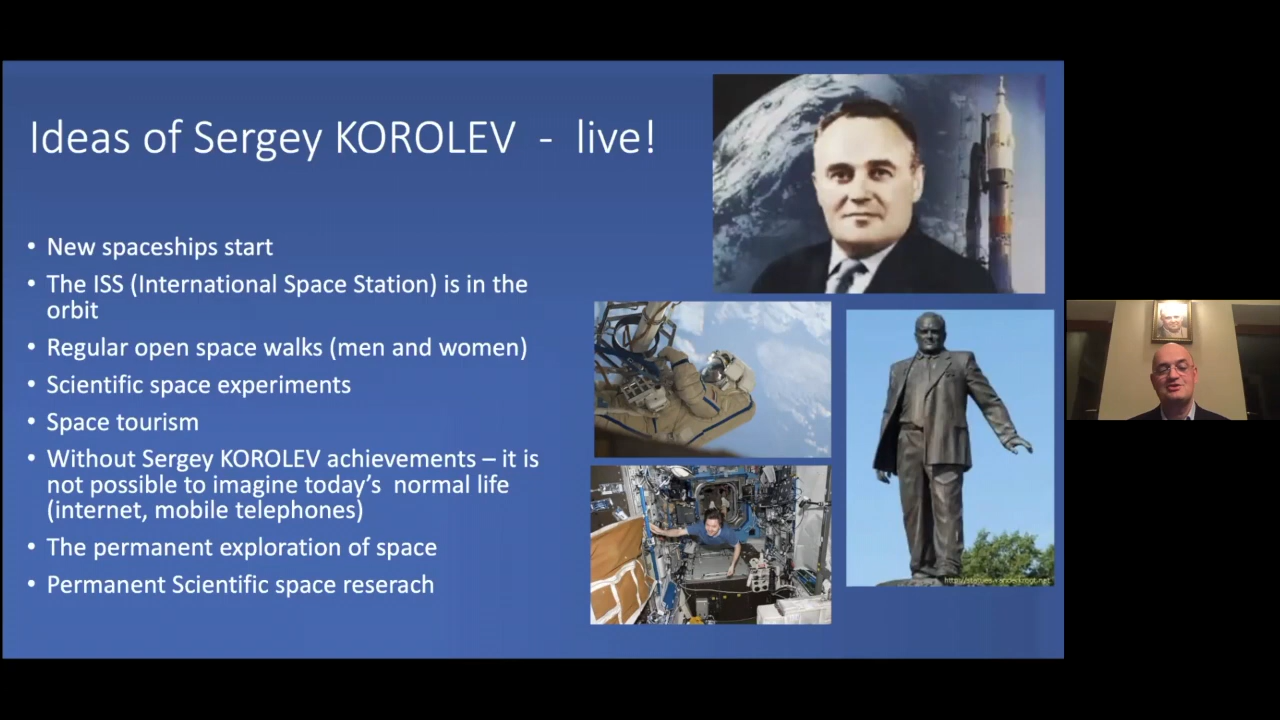 Ideas of Sergey KOROLEV - live!
• New spaceships start
• The ISS (International Space Station) is in the
orbit
• Regular open space walks (men and women)
• Scientific space experiments
• Space tourism
• Without Sergey KOROLEV achievements – it is
not possible to imagine today’s normal life
(internet, mobile telephones)
• The permanent exploration of space
• Permanent Scientific space reserach